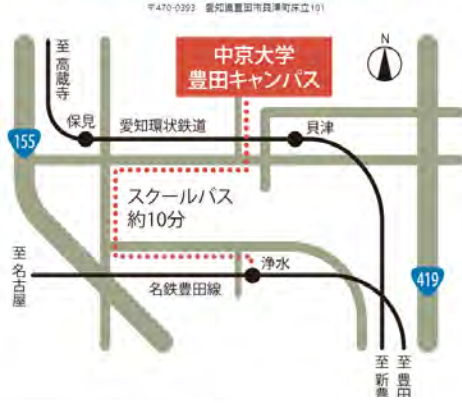 〒470-0393 愛知県豊田市貝津町床立101
至高蔵寺
中京大学
豊田キャンパス
N
155
保見
愛知環状鉄道
貝津
スクールバス
約10分
至名古屋
浄水
名鉄豊田線
419
至新豊
至豊田